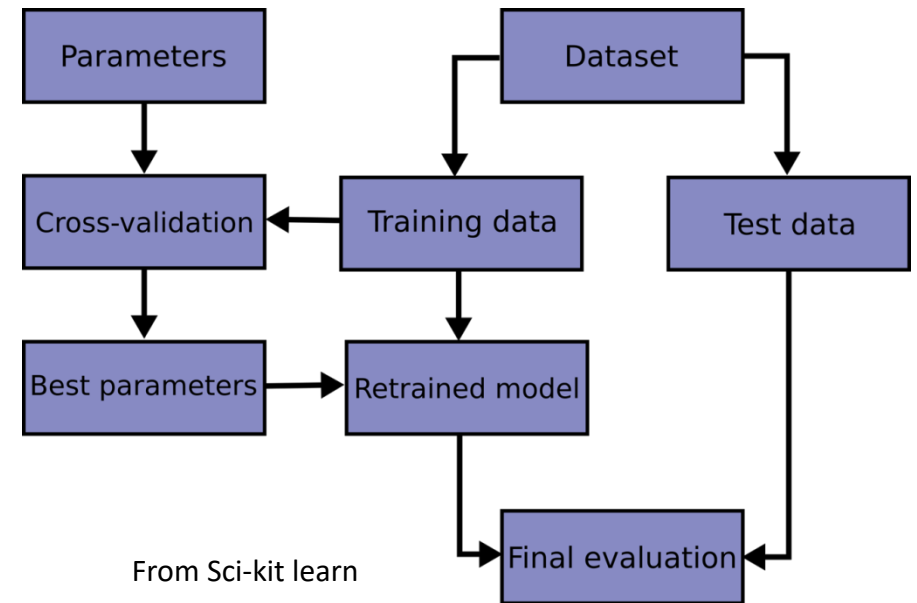 Parameters
Dataset
Cross-validation
Training data
Test data
Best parameters
Retrained model
Final evaluation
From Sci-kit learn